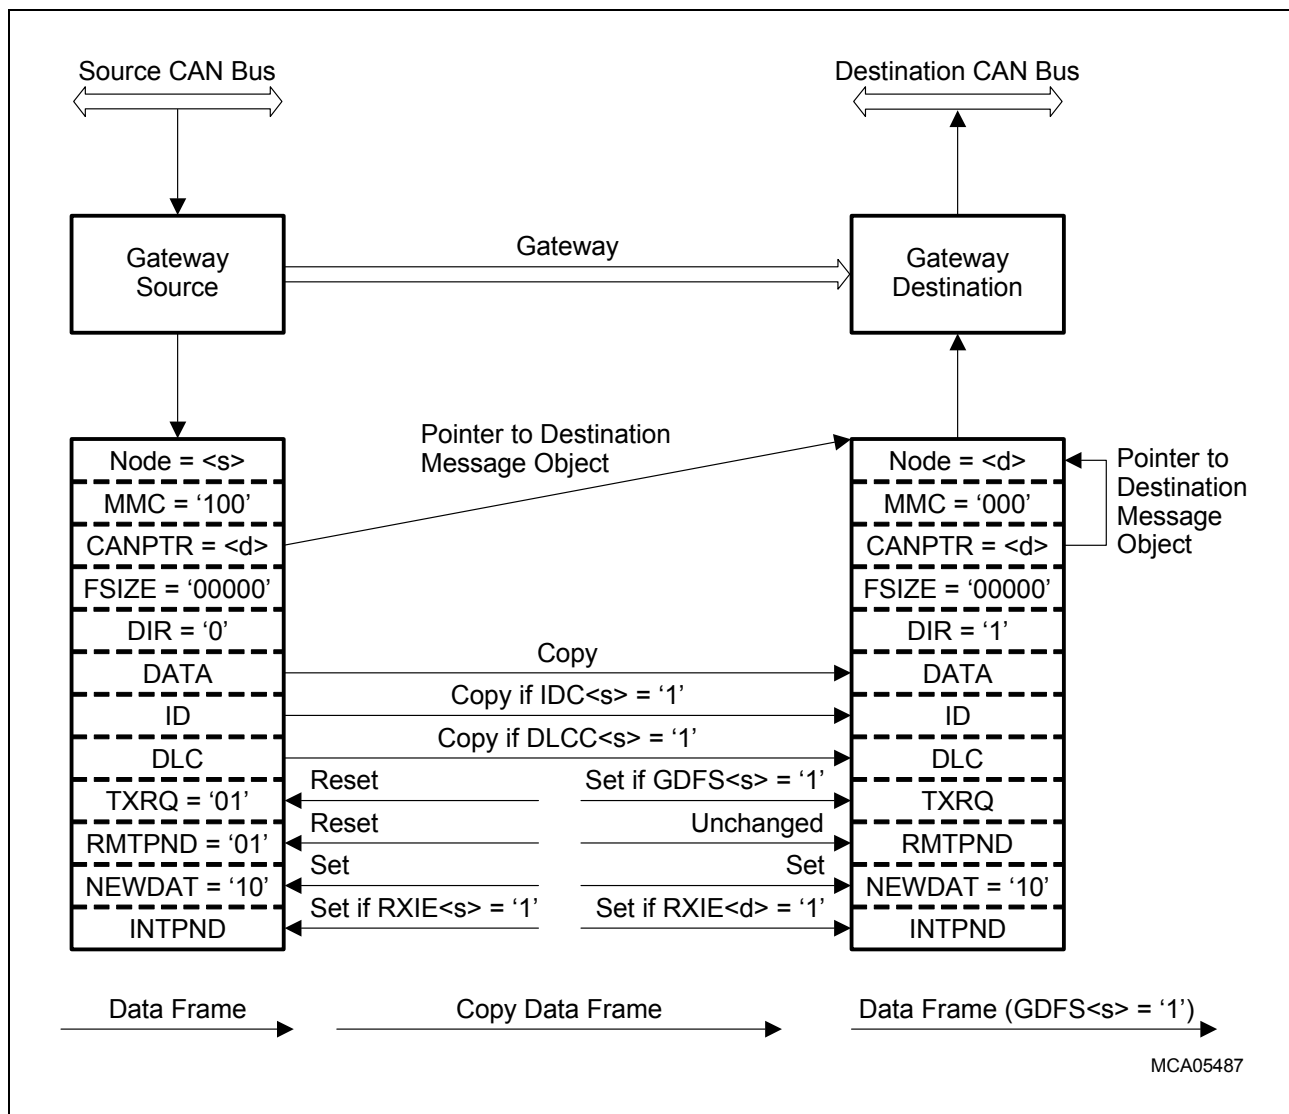 Source CAN Bus
Destination CAN Bus
Gateway
Source
Gateway
Gateway
Destination
Pointer to Destination
Message Object
Node = <s>
MMC = ‘100’
CANPTR = <d>
FSIZE = ‘00000’
DIR = ‘0’
DATA
ID
DLC
TXRQ = ‘01’
RMTPND = ‘01’
NEWDAT = ‘10’
INTPND
Copy
Copy if IDC<s> = ‘1’
Copy if DLCC<s> = ‘1’
Reset
Set if GDFS<s> = ‘1’
Reset
Unchanged
Set
Set
Set if RXIE<s> = ‘1’
Set if RXIE<d> = ‘1’
Node = <d>
MMC = ‘000’
CANPTR = <d>
FSIZE = ‘00000’
DIR = ‘1’
DATA
ID
DLC
TXRQ
RMTPND
NEWDAT = ‘10’
INTPND
Pointer to
Destination
Message
Object
Data Frame
Copy Data Frame
Data Frame (GDFS<s> = ‘1’)
MCA05487